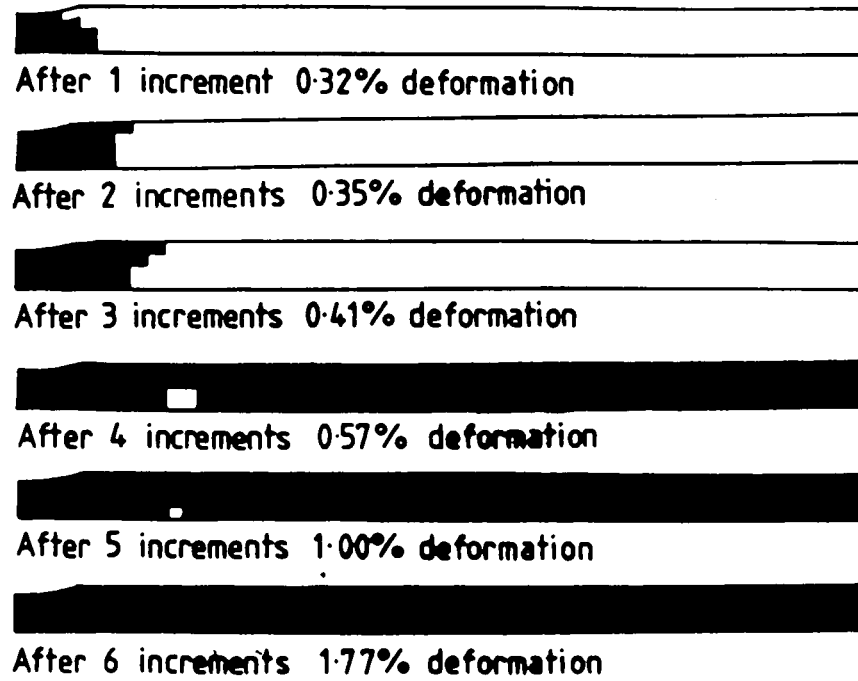 After 1 increment 0·32% deformation
After 2 increments 0·35% deformation
After 3 increments 0·41% deformation
After 4 increments 0·57% deformation
After 5 increments 1·00% deformation
After 6 increments 1·77% deformation